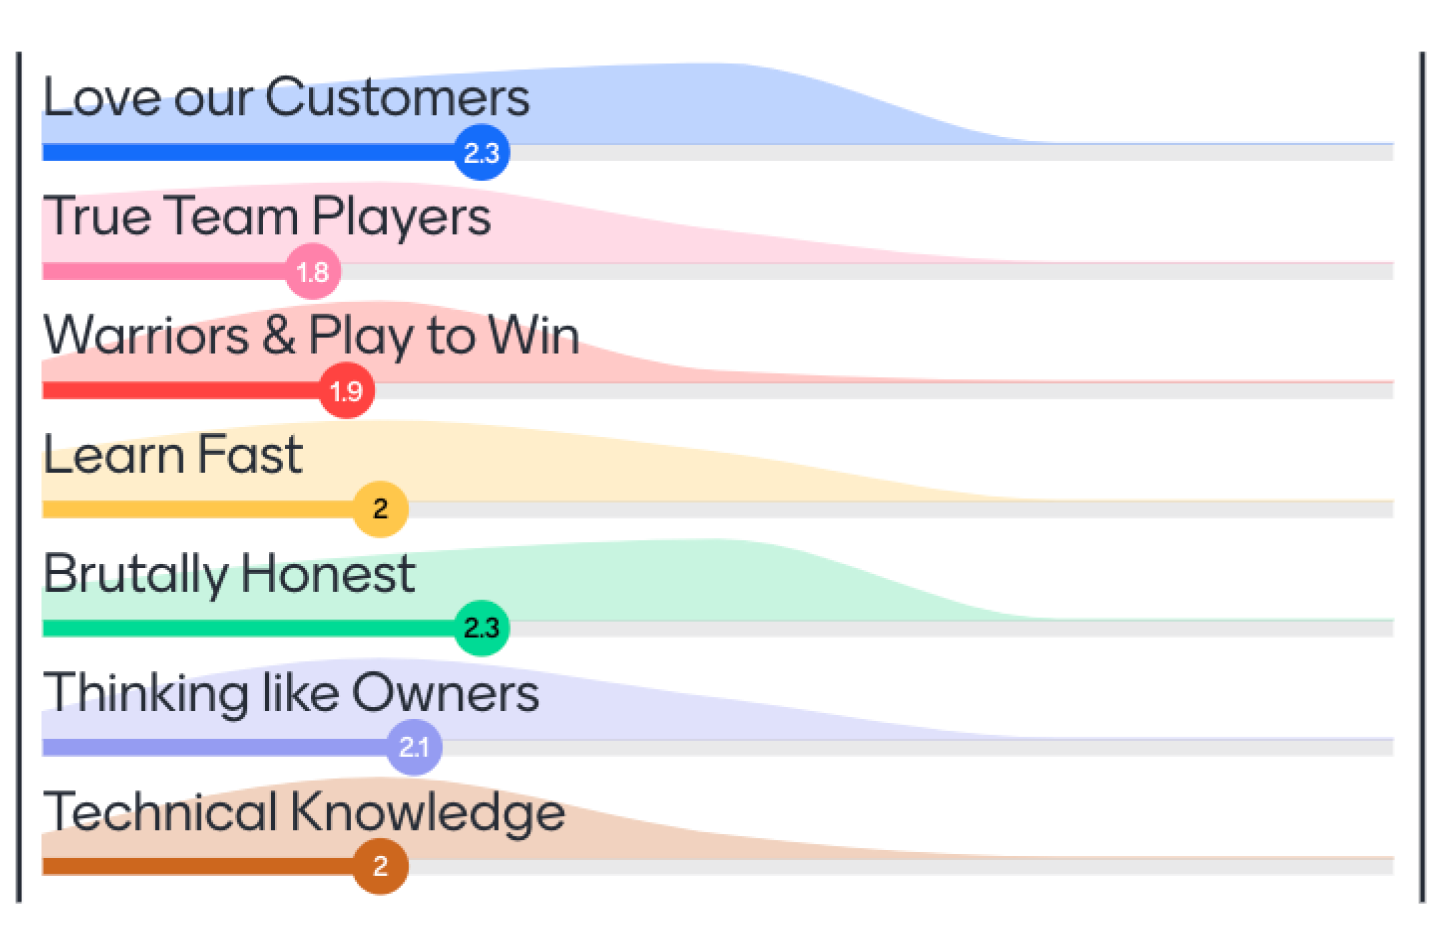 Love our Customers
2.3
True Team Players
1.8
Warriors & Play to Win
1.9
Learn Fast
2
Brutally Honest
2.3
Thinking like Owners
2.1
Technical Knowledge
2